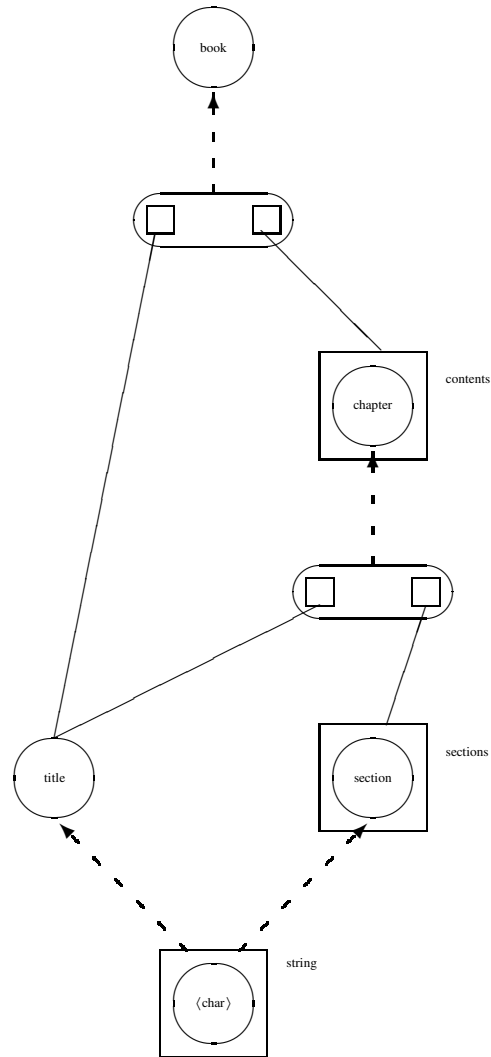 book
contents
chapter
sections
title
section
string
⟨char⟩